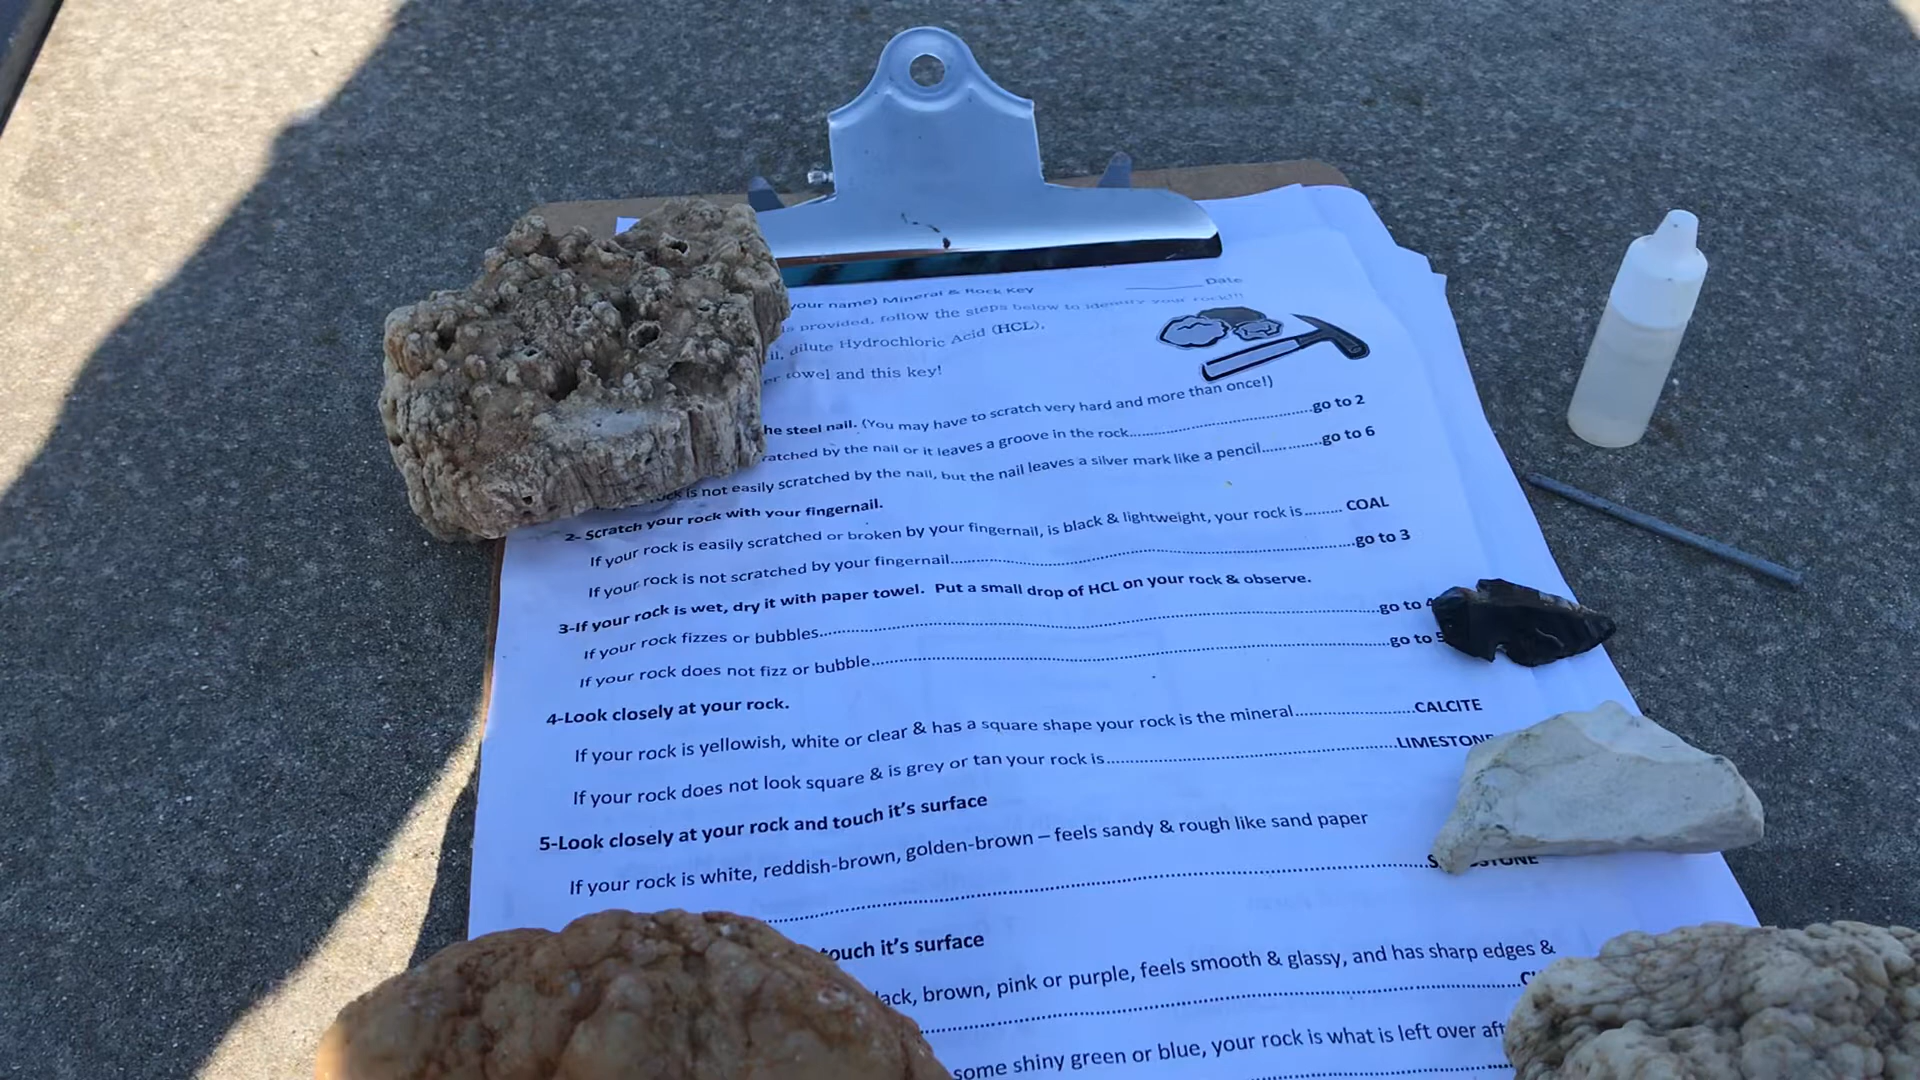 your name) Mineral & Rock Key Date
provided, follow the steps below to identify your rock!!!
dilute Hydrochloric Acid (HCL),
towel and this key!
steel nail. (You may have to scratch very hard and more than once!)
by the nail or it leaves a groove in the rock..........go to 2
is not easily scratched by the nail, but the nail leaves a silver mark like a pencil..........go to 6
2- Scratch your rock with your fingernail.
If your rock is easily scratched or broken by your fingernail, is black & lightweight, your rock is......... COAL
If your rock is not scratched by your fingernail..........go to 3
3-If your rock is wet, dry it with paper towel. Put a small drop of HCL on your rock & observe.
If your rock fizzes or bubbles..........go to 4
If your rock does not fizz or bubble..........go to 5
4-Look closely at your rock.
If your rock is yellowish, white or clear & has a square shape your rock is the mineral..........CALCITE
If your rock does not look square & is grey or tan your rock is..........LIMESTONE
5-Look closely at your rock and touch it's surface
If your rock is white, reddish-brown, golden-brown – feels sandy & rough like sand paper
touch it's surface
brown, pink or purple, feels smooth & glassy, and has sharp edges &
some shiny green or blue, your rock is what is left over